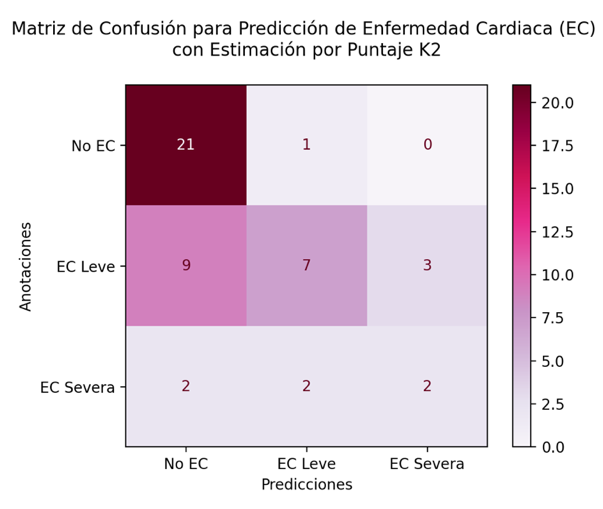 Matriz de Confusión para Predicción de Enfermedad Cardiaca (EC)
con Estimación por Puntaje K2
20.0
17.5
15.0
12.5
10.0
7.5
5.0
2.5
0.0
No EC
21
1
0
EC Leve
9
7
3
EC Severa
2
2
2
Anotaciones
No EC
EC Leve
EC Severa
Predicciones